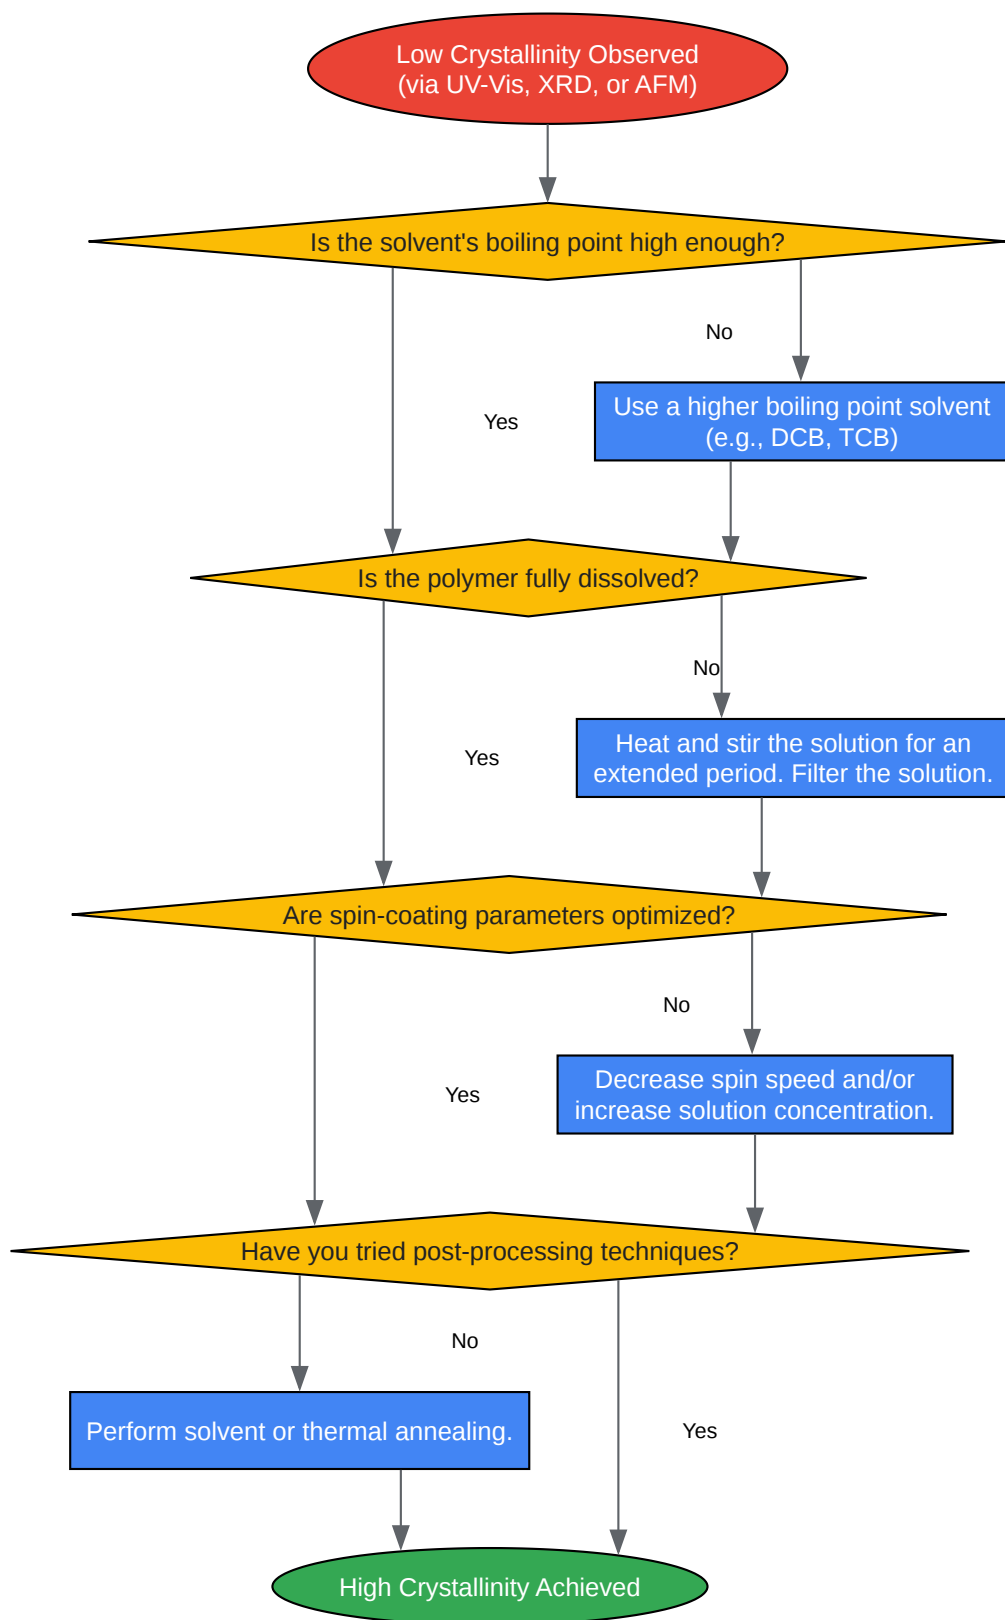 Low Crystallinity Observed
(via UV-Vis, XRD, or AFM)
Is the solvent's boiling point high enough?
No
Use a higher boiling point solvent
(e.g., DCB, TCB)
Yes
Is the polymer fully dissolved?
No
Heat and stir the solution for an
extended period. Filter the solution.
Yes
Are spin-coating parameters optimized?
No
Decrease spin speed and/or
increase solution concentration.
Yes
Have you tried post-processing techniques?
No
Perform solvent or thermal annealing.
Yes
High Crystallinity Achieved